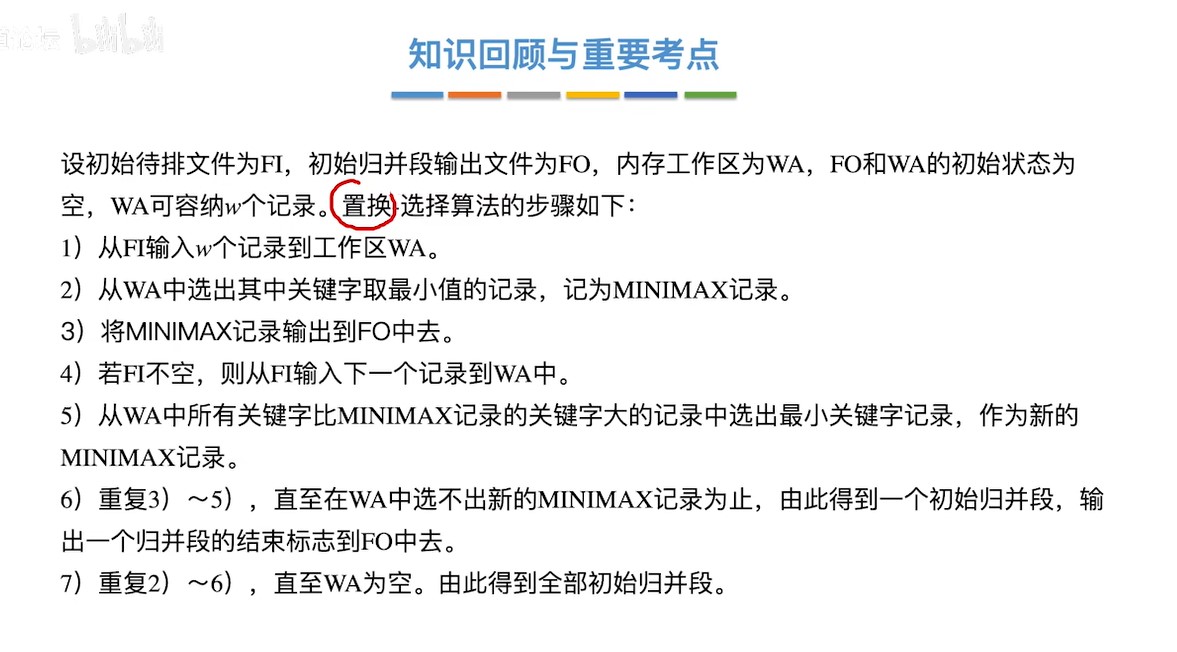 知识回顾与重要考点
设初始待排文件为FI，初始归并段输出文件为FO，内存工作区为WA，FO和WA的初始状态为
空，WA可容纳w个记录。置换-选择算法的步骤如下：
1）从FI输入w个记录到工作区WA。
2）从WA中选出其中关键字取最小值的记录，记为MINIMAX记录。
3）将MINIMAX记录输出到FO中去。
4）若FI不空，则从FI输入下一个记录到WA中。
5）从WA中所有关键字比MINIMAX记录的关键字大的记录中选出最小关键字记录，作为新的
MINIMAX记录。
6）重复3）～5），直至在WA中选不出新的MINIMAX记录为止，由此得到一个初始归并段，输
出一个归并段的结束标志到FO中去。
7）重复2）～6），直至WA为空。由此得到全部初始归并段。